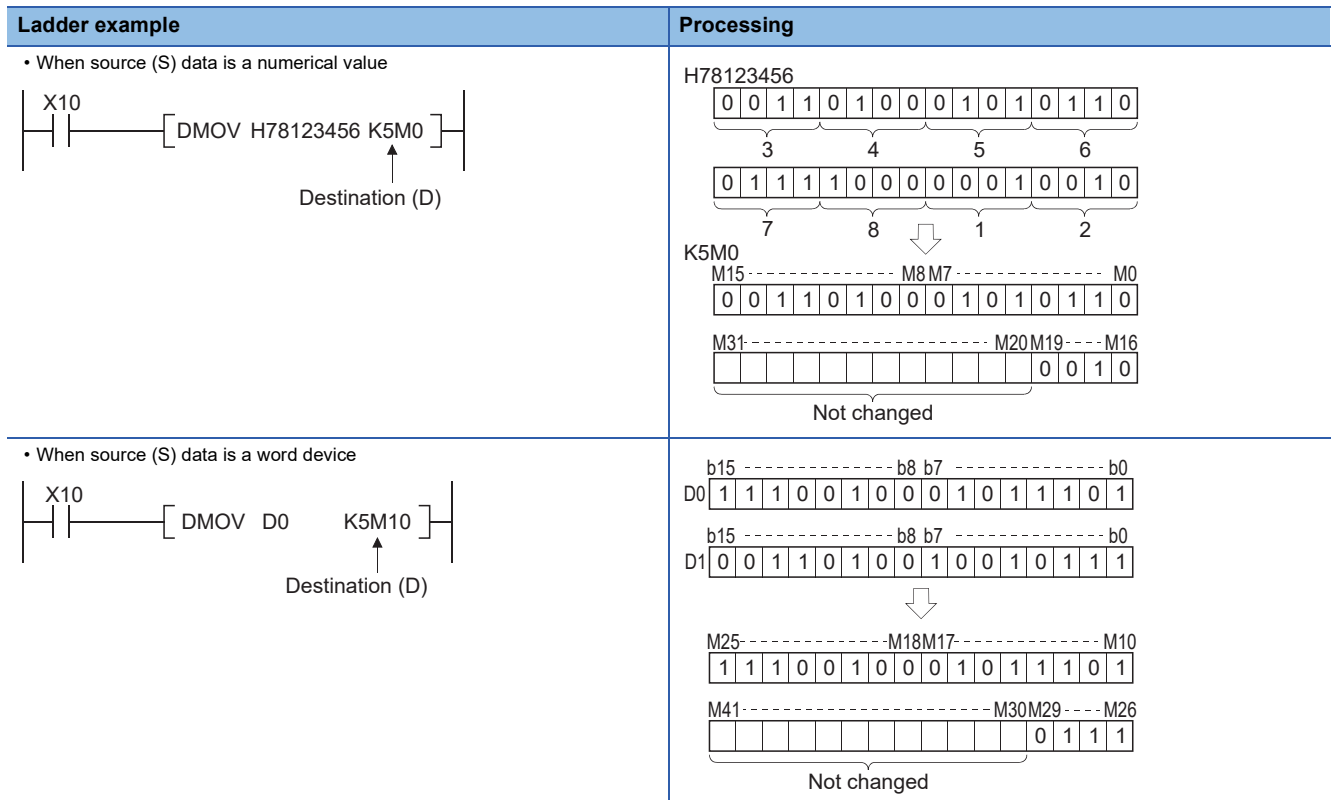 Ladder example
Processing
• When source (S) data is a numerical value
X10
DMOV H78123456 K5M0
Destination (D)
H78123456
0 0 1 1 0 1 0 0 0 1 0 1 0 1 1 0
3 4 5 6
0 1 1 1 1 0 0 0 0 0 0 1 0 0 1 0
7 8 1 2
K5M0
M15 M8 M7 M0
0 0 1 1 0 1 0 0 0 1 0 1 0 1 1 0
M31 M20 M19 M16
0 0 1 0
Not changed
• When source (S) data is a word device
X10
DMOV D0 K5M10
Destination (D)
b15 b8 b7 b0
D0 1 1 1 0 0 1 0 0 0 1 0 1 1 1 0 1
b15 b8 b7 b0
D1 0 0 1 1 0 1 0 0 1 0 0 1 0 1 1 1
M25 M18 M17 M10
1 1 1 0 0 1 0 0 0 1 0 1 1 1 0 1
M41 M30 M29 M26
0 1 1 1
Not changed